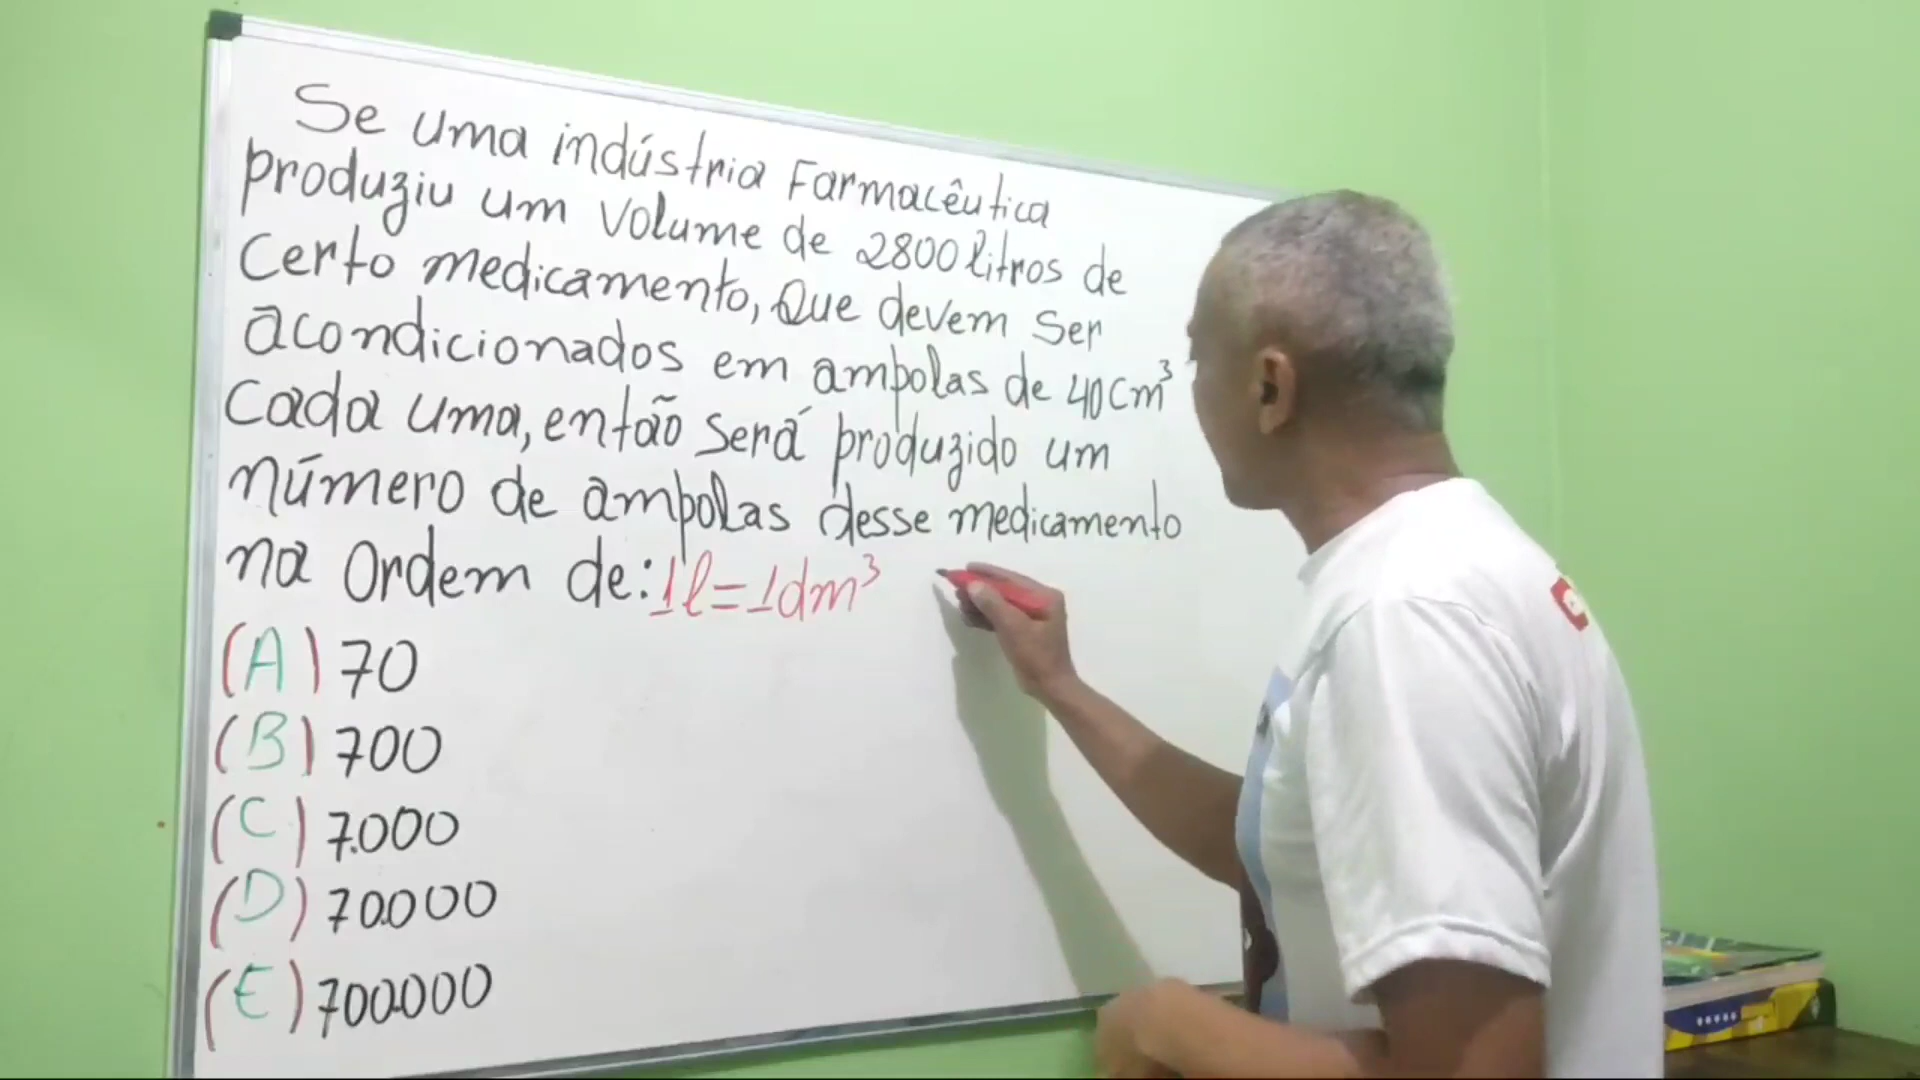 Se uma indústria Farmacêutica
produziu um volume de 2800 litros de
Certo medicamento, Que devem ser
acondicionados em ampolas de 40cm³
Cada uma, então será produzido um
número de ampolas desse medicamento
na Ordem de: 1l=1dm³
(A) 70
(B) 700
(C) 7.000
(D) 70.000
(E) 700.000